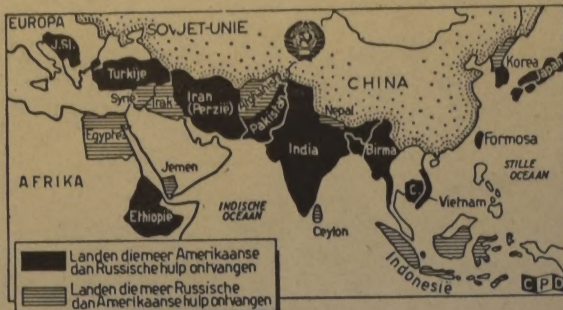 EUROPA
SOVJET-UNIE
J.Sl.
Turkije
Korea
Japan
CHINA
Syrië
Irak
Iran
(Perzië)
Afghanistan
Pakistan
Nepal
Egypte
India
Birma
Formosa
Jemen
STILLE
OCEAAN
AFRIKA
INDISCHE
OCEAAN
C
Vietnam
Ethiopië
Ceylon
Indonesië
Landen die meer Amerikaanse
dan Russische hulp ontvangen
Landen die meer Russische
dan Amerikaanse hulp ontvangen
C P D